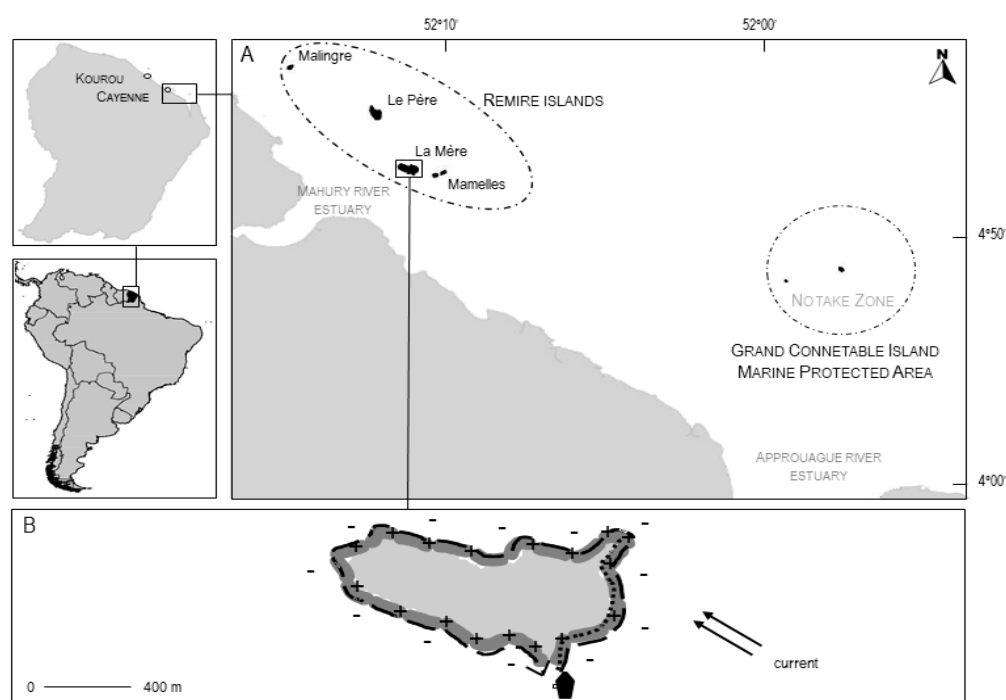 52°10'
52°00'
A
N
Malingre
KOUROU
CAYENNE
Le Père
REMIRE ISLANDS
La Mère
Mamelles
MAHURY RIVER
ESTUARY
4°50'
NO TAKE ZONE
GRAND CONNETABLE ISLAND
MARINE PROTECTED AREA
APPROUAGUE RIVER
ESTUARY
4°00'
B
current
0
400 m